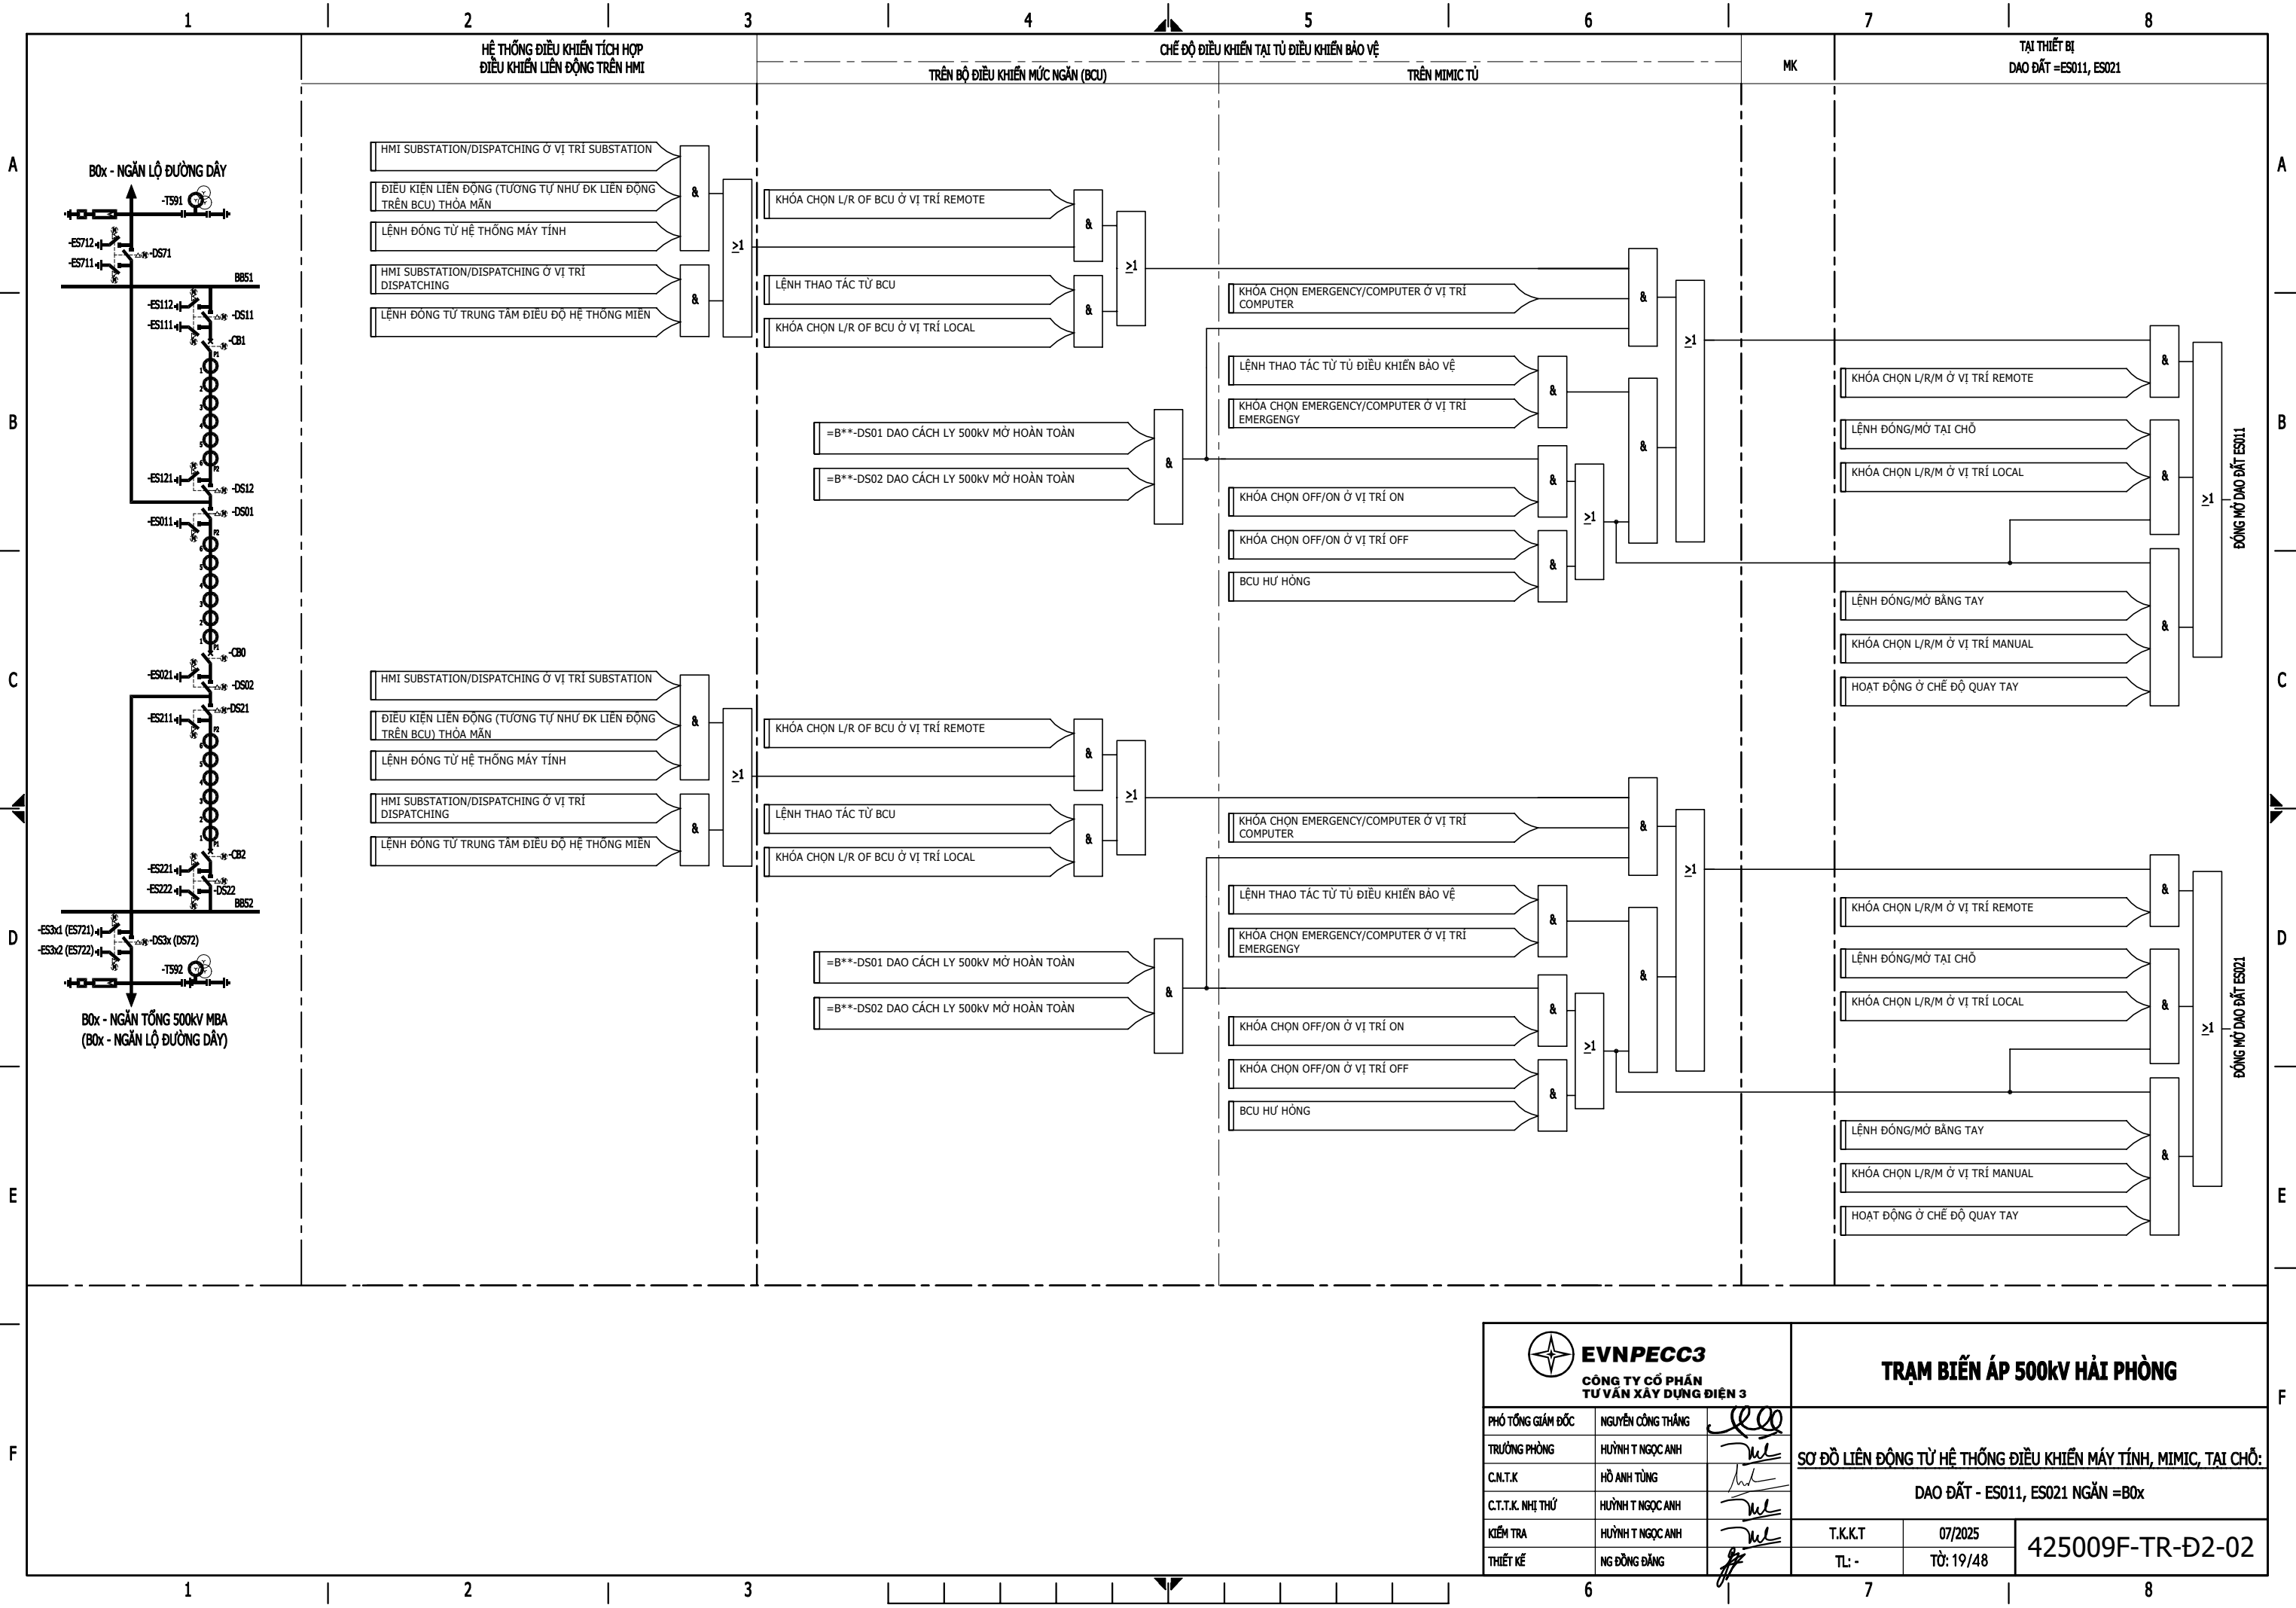 1 2 3 4 5 6 7 8
HỆ THỐNG ĐIỀU KHIỂN TÍCH HỢP
ĐIỀU KHIỂN LIÊN ĐỘNG TRÊN HMI
CHẾ ĐỘ ĐIỀU KHIỂN TẠI TỦ ĐIỀU KHIỂN BẢO VỆ
TRÊN BỘ ĐIỀU KHIỂN MỨC NGĂN (BCU)
TRÊN MIMIC TỦ
MK
TẠI THIẾT BỊ
DAO ĐẤT =ES011, ES021
A
B
C
D
E
F
B0x - NGĂN LỘ ĐƯỜNG DÂY
-T591
-ES712
-DS71
-ES711
BB51
-ES112
-DS11
-ES111
-CB1
-ES121
-DS12
-DS01
-ES011
-CB0
-ES021
-DS02
-DS21
-ES211
-CB2
-ES221
-ES222
-DS22
BB52
-ES3x1 (ES721)
-DS3x (DS72)
-ES3x2 (ES722)
-T592
B0x - NGĂN TỔNG 500kV MBA
(B0x - NGĂN LỘ ĐƯỜNG DÂY)
HMI SUBSTATION/DISPATCHING Ở VỊ TRÍ SUBSTATION
ĐIỀU KIỆN LIÊN ĐỘNG (TƯƠNG TỰ NHƯ ĐK LIÊN ĐỘNG
TRÊN BCU) THỎA MÃN
LỆNH ĐÓNG TỪ HỆ THỐNG MÁY TÍNH
&
HMI SUBSTATION/DISPATCHING Ở VỊ TRÍ
DISPATCHING
LỆNH ĐÓNG TỪ TRUNG TÂM ĐIỀU ĐỘ HỆ THỐNG MIỀN
&
>1
KHÓA CHỌN L/R OF BCU Ở VỊ TRÍ REMOTE
&
LỆNH THAO TÁC TỪ BCU
KHÓA CHỌN L/R OF BCU Ở VỊ TRÍ LOCAL
&
>1
=B**-DS01 DAO CÁCH LY 500kV MỞ HOÀN TOÀN
=B**-DS02 DAO CÁCH LY 500kV MỞ HOÀN TOÀN
&
KHÓA CHỌN EMERGENCY/COMPUTER Ở VỊ TRÍ
COMPUTER
&
LỆNH THAO TÁC TỪ TỦ ĐIỀU KHIỂN BẢO VỆ
KHÓA CHỌN EMERGENCY/COMPUTER Ở VỊ TRÍ
EMERGENGY
&
KHÓA CHỌN OFF/ON Ở VỊ TRÍ ON
&
KHÓA CHỌN OFF/ON Ở VỊ TRÍ OFF
BCU HƯ HỎNG
&
>1
&
>1
KHÓA CHỌN L/R/M Ở VỊ TRÍ REMOTE
&
LỆNH ĐÓNG/MỞ TẠI CHỖ
KHÓA CHỌN L/R/M Ở VỊ TRÍ LOCAL
&
LỆNH ĐÓNG/MỞ BẰNG TAY
KHÓA CHỌN L/R/M Ở VỊ TRÍ MANUAL
HOẠT ĐỘNG Ở CHẾ ĐỘ QUAY TAY
&
>1
ĐÓNG MỞ DAO ĐẤT ES011
HMI SUBSTATION/DISPATCHING Ở VỊ TRÍ SUBSTATION
ĐIỀU KIỆN LIÊN ĐỘNG (TƯƠNG TỰ NHƯ ĐK LIÊN ĐỘNG
TRÊN BCU) THỎA MÃN
LỆNH ĐÓNG TỪ HỆ THỐNG MÁY TÍNH
&
HMI SUBSTATION/DISPATCHING Ở VỊ TRÍ
DISPATCHING
LỆNH ĐÓNG TỪ TRUNG TÂM ĐIỀU ĐỘ HỆ THỐNG MIỀN
&
>1
KHÓA CHỌN L/R OF BCU Ở VỊ TRÍ REMOTE
&
LỆNH THAO TÁC TỪ BCU
KHÓA CHỌN L/R OF BCU Ở VỊ TRÍ LOCAL
&
>1
=B**-DS01 DAO CÁCH LY 500kV MỞ HOÀN TOÀN
=B**-DS02 DAO CÁCH LY 500kV MỞ HOÀN TOÀN
&
KHÓA CHỌN EMERGENCY/COMPUTER Ở VỊ TRÍ
COMPUTER
&
LỆNH THAO TÁC TỪ TỦ ĐIỀU KHIỂN BẢO VỆ
KHÓA CHỌN EMERGENCY/COMPUTER Ở VỊ TRÍ
EMERGENGY
&
KHÓA CHỌN OFF/ON Ở VỊ TRÍ ON
&
KHÓA CHỌN OFF/ON Ở VỊ TRÍ OFF
BCU HƯ HỎNG
&
>1
&
>1
KHÓA CHỌN L/R/M Ở VỊ TRÍ REMOTE
&
LỆNH ĐÓNG/MỞ TẠI CHỖ
KHÓA CHỌN L/R/M Ở VỊ TRÍ LOCAL
&
LỆNH ĐÓNG/MỞ BẰNG TAY
KHÓA CHỌN L/R/M Ở VỊ TRÍ MANUAL
HOẠT ĐỘNG Ở CHẾ ĐỘ QUAY TAY
&
>1
ĐÓNG MỞ DAO ĐẤT ES021
A
B
C
D
E
F
EVNPECC3
CÔNG TY CỔ PHẦN
TƯ VẤN XÂY DỰNG ĐIỆN 3
TRẠM BIẾN ÁP 500kV HẢI PHÒNG
PHÓ TỔNG GIÁM ĐỐC NGUYỄN CÔNG THẮNG
TRƯỞNG PHÒNG HUỲNH T NGỌC ANH
C.N.T.K HỒ ANH TÙNG
C.T.T.K. NHỊ THỨ HUỲNH T NGỌC ANH
KIỂM TRA HUỲNH T NGỌC ANH
THIẾT KẾ NG ĐỒNG ĐĂNG
SƠ ĐỒ LIÊN ĐỘNG TỪ HỆ THỐNG ĐIỀU KHIỂN MÁY TÍNH, MIMIC, TẠI CHỖ:
DAO ĐẤT - ES011, ES021 NGĂN =B0x
T.K.K.T 07/2025
TL: - TỜ: 19/48
425009F-TR-Đ2-02
1 2 3 6 7 8